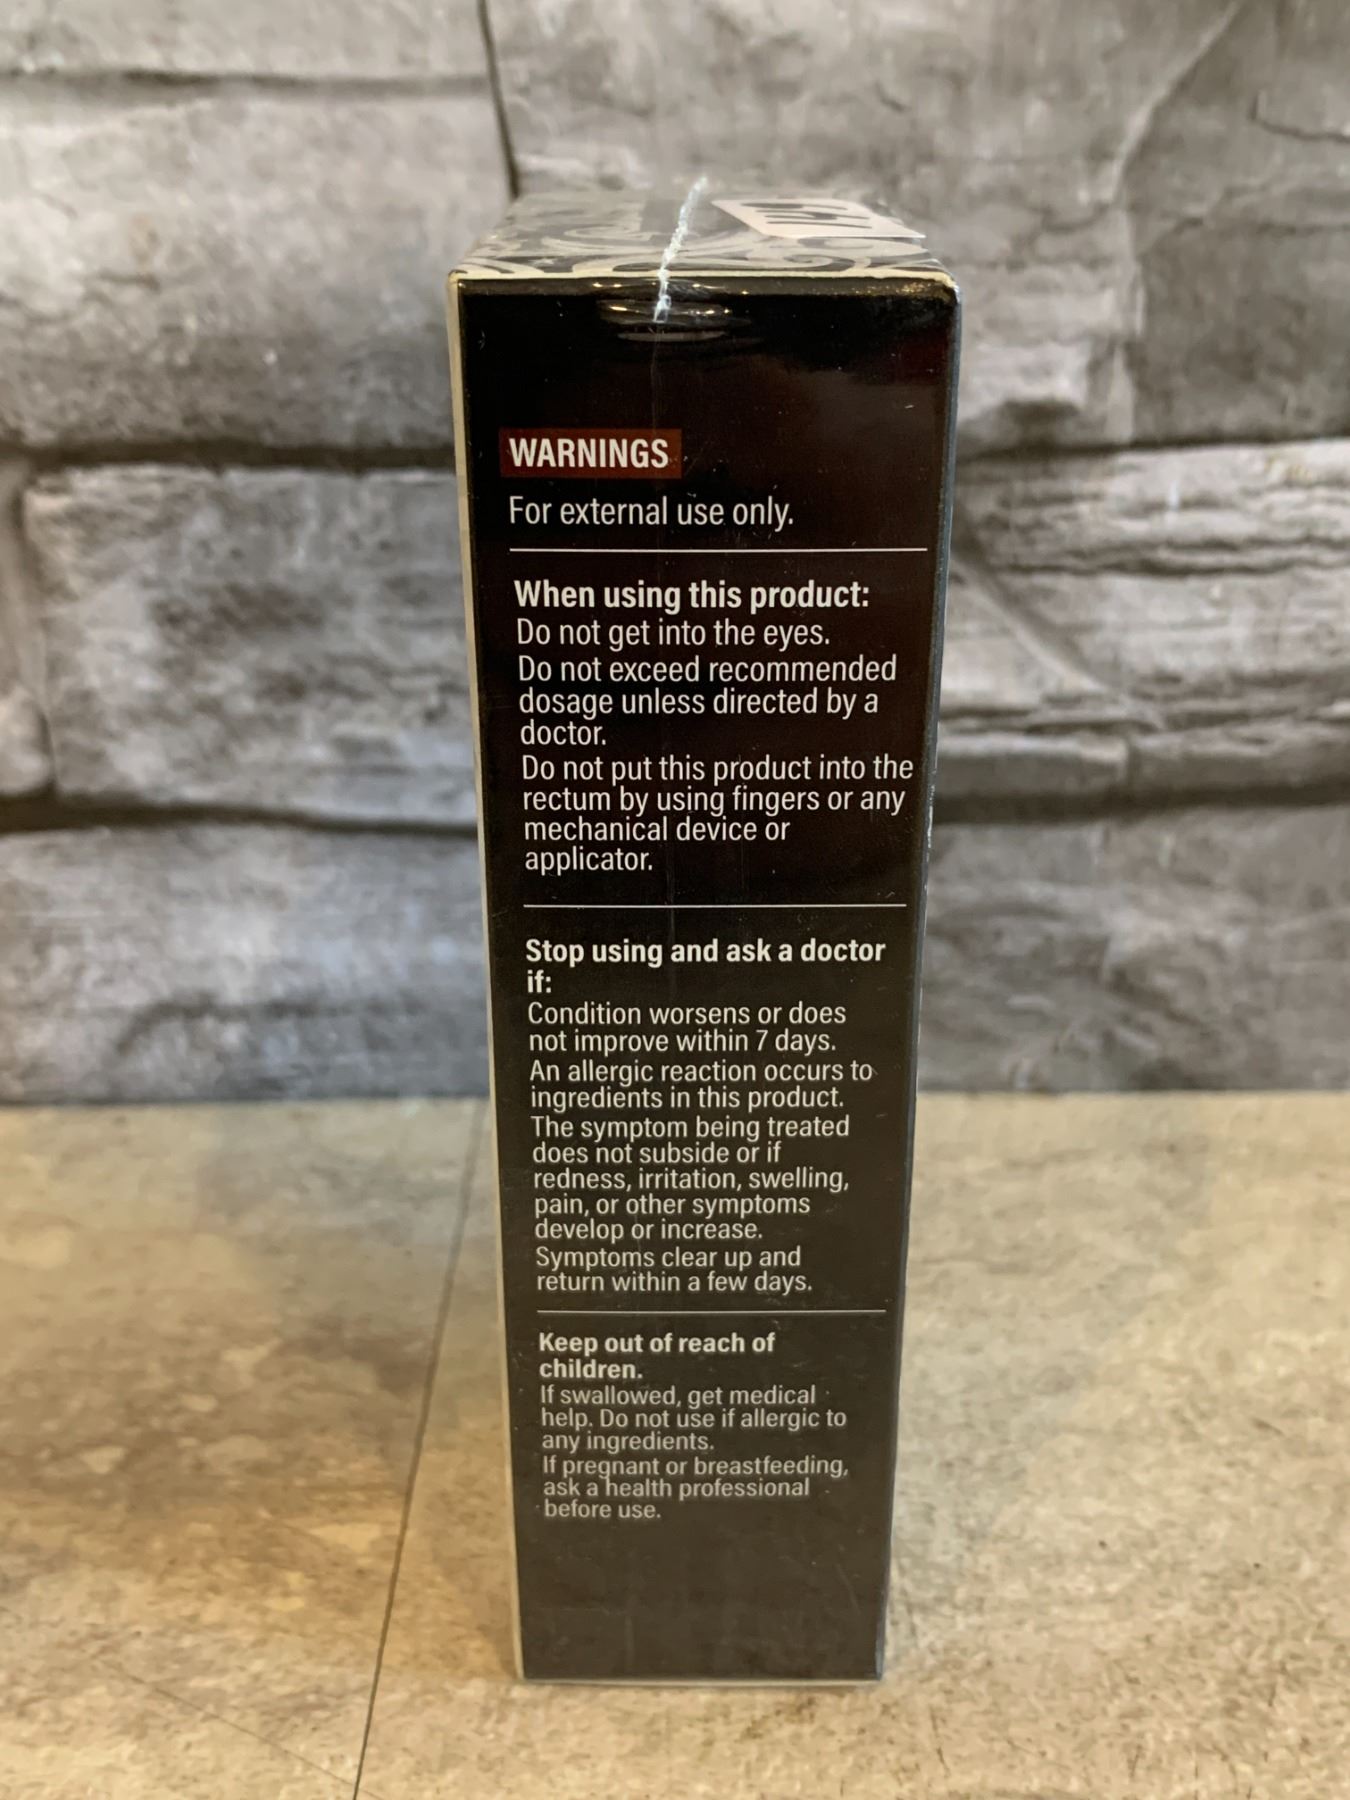 WARNINGS
For external use only.
When using this product:
Do not get into the eyes.
Do not exceed recommended
dosage unless directed by a
doctor.
Do not put this product into the
rectum by using fingers or any
mechanical device or
applicator.
Stop using and ask a doctor
if:
Condition worsens or does
not improve within 7 days.
An allergic reaction occurs to
ingredients in this product.
The symptom being treated
does not subside or if
redness, irritation, swelling,
pain, or other symptoms
develop or increase.
Symptoms clear up and
return within a few days.
Keep out of reach of
children.
If swallowed, get medical
help. Do not use if allergic to
any ingredients.
If pregnant or breastfeeding,
ask a health professional
before use.